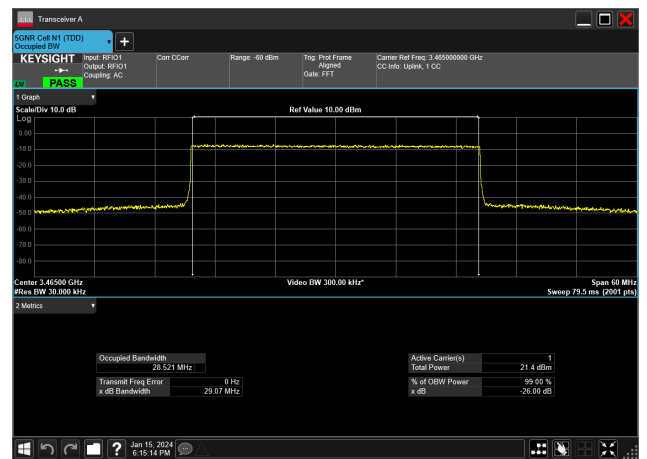 Transceiver A
5GNR Cell N1 (TDD)
Occupied BW
KEYSIGHT
Input: RFIO1
Output: RFIO1
Coupling: AC
Corr CCorr
Range: -60 dBm
Trig: Prot Frame
Aligned
Gate: FFT
Carrier Ref Freq: 3.465000000 GHz
CC Info: Uplink, 1 CC
PASS
1 Graph
Scale/Div 10.0 dB
Ref Value 10.00 dBm
Log
0.00
-10.0
-20.0
-30.0
-40.0
-50.0
-60.0
-70.0
-80.0
Center 3.46500 GHz
Video BW 300.00 kHz*
Span 60 MHz
#Res BW 30.000 kHz
Sweep 79.5 ms (2001 pts)
2 Metrics
Occupied Bandwidth
28.521 MHz
Transmit Freq Error 0 Hz
x dB Bandwidth 29.07 MHz
Active Carrier(s) 1
Total Power 21.4 dBm
% of OBW Power 99.00 %
x dB -26.00 dB
Jan 15, 2024
6:15:14 PM